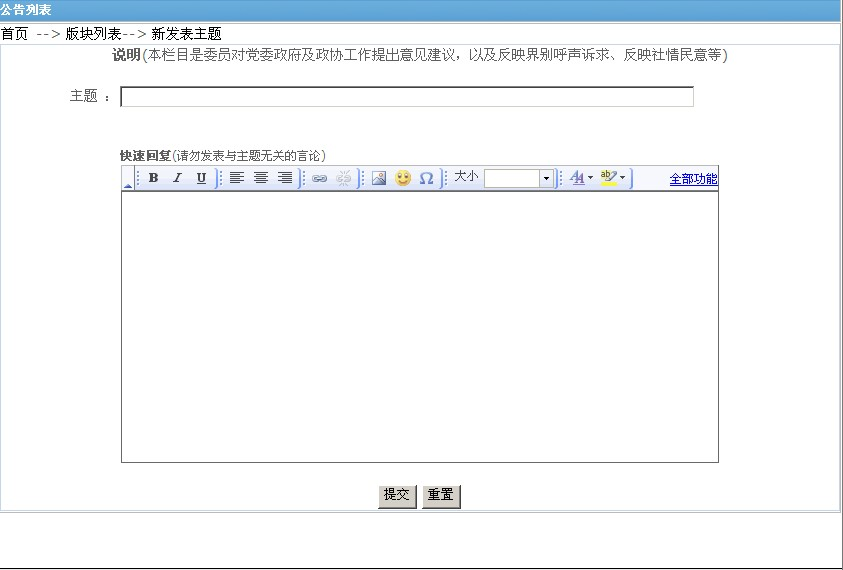 公告列表
首页 --> 版块列表--> 新发表主题
说明(本栏目是委员对党委政府及政协工作提出意见建议，以及反映界别呼声诉求、反映社情民意等)
主题 ：
快速回复(请勿发表与主题无关的言论)
B I U Ω 大小 A ab 全部功能
提交 重置